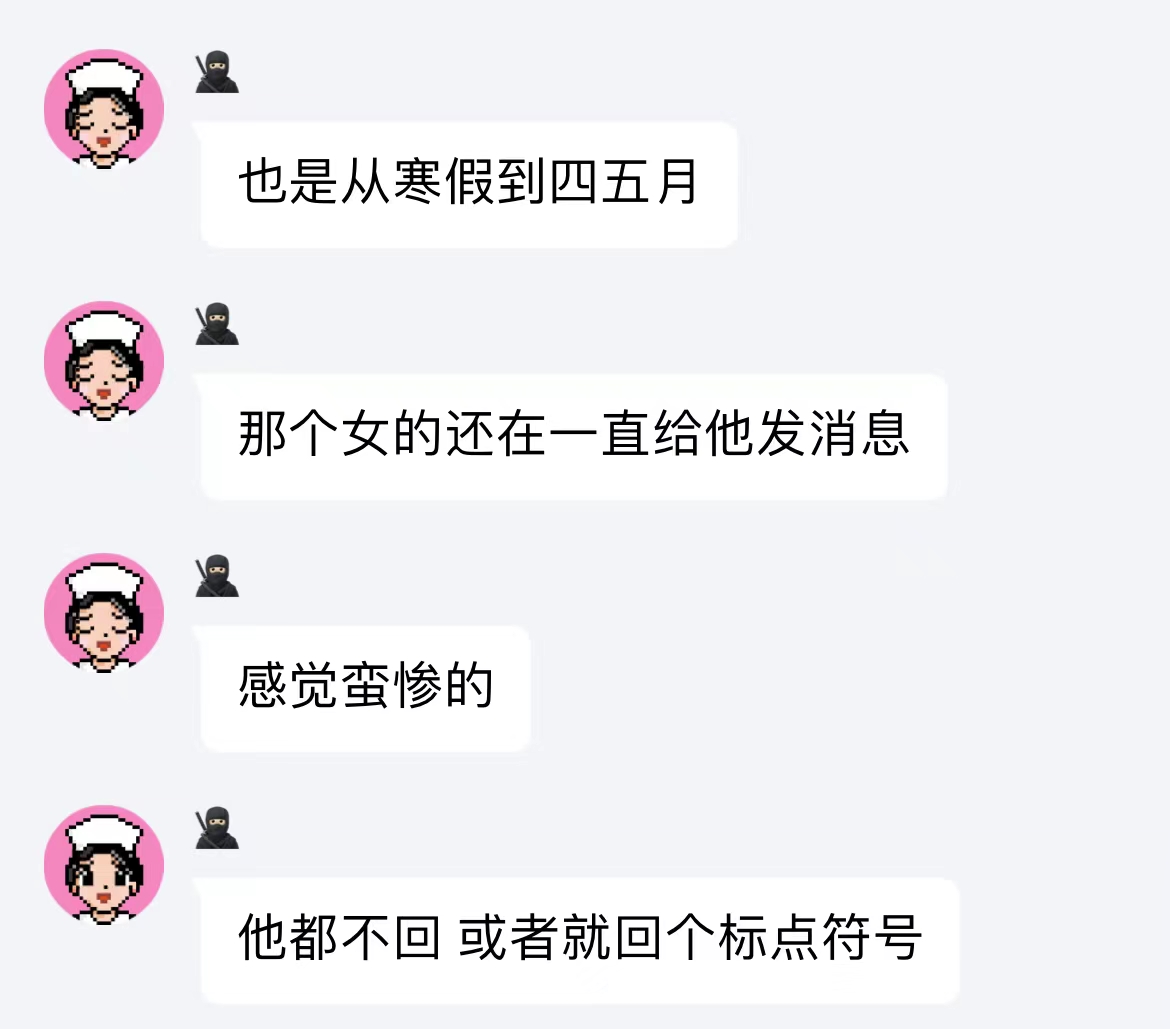 也是从寒假到四五月
那个女的还在一直给他发消息
感觉蛮惨的
他都不回 或者就回个标点符号